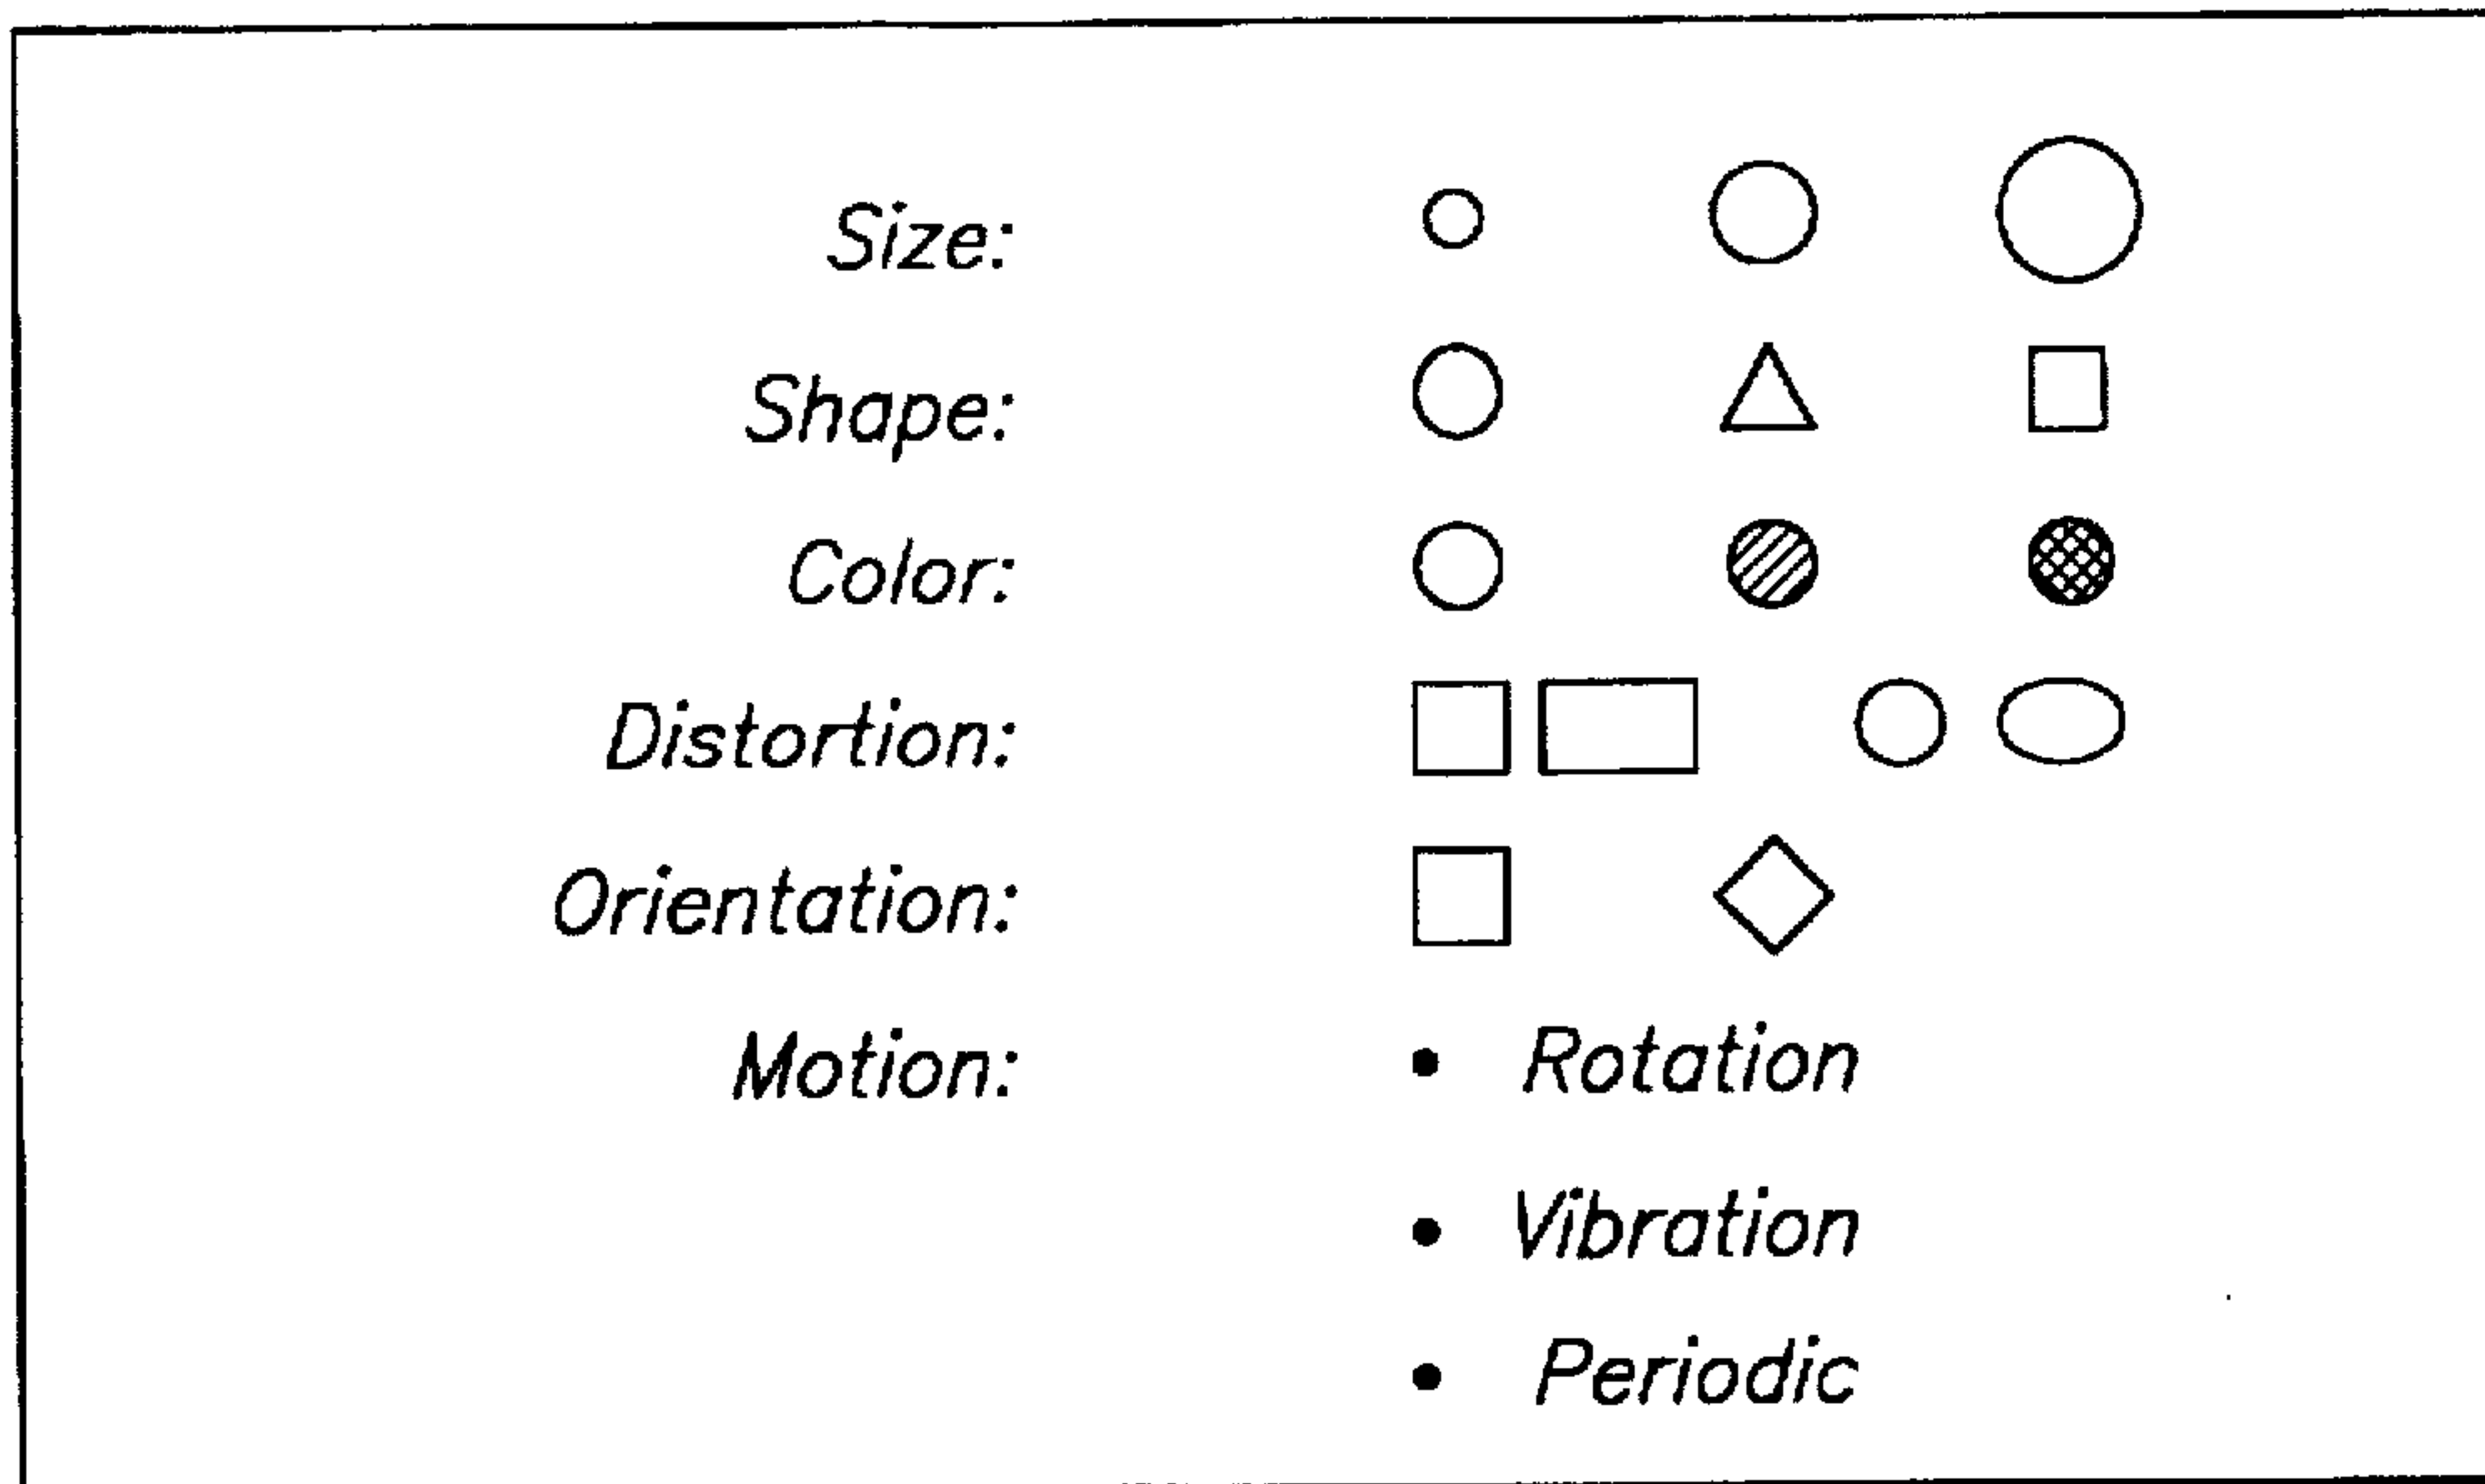 Size:
Shape:
Color:
Distortion:
Orientation:
Motion: • Rotation
• Vibration
• Periodic